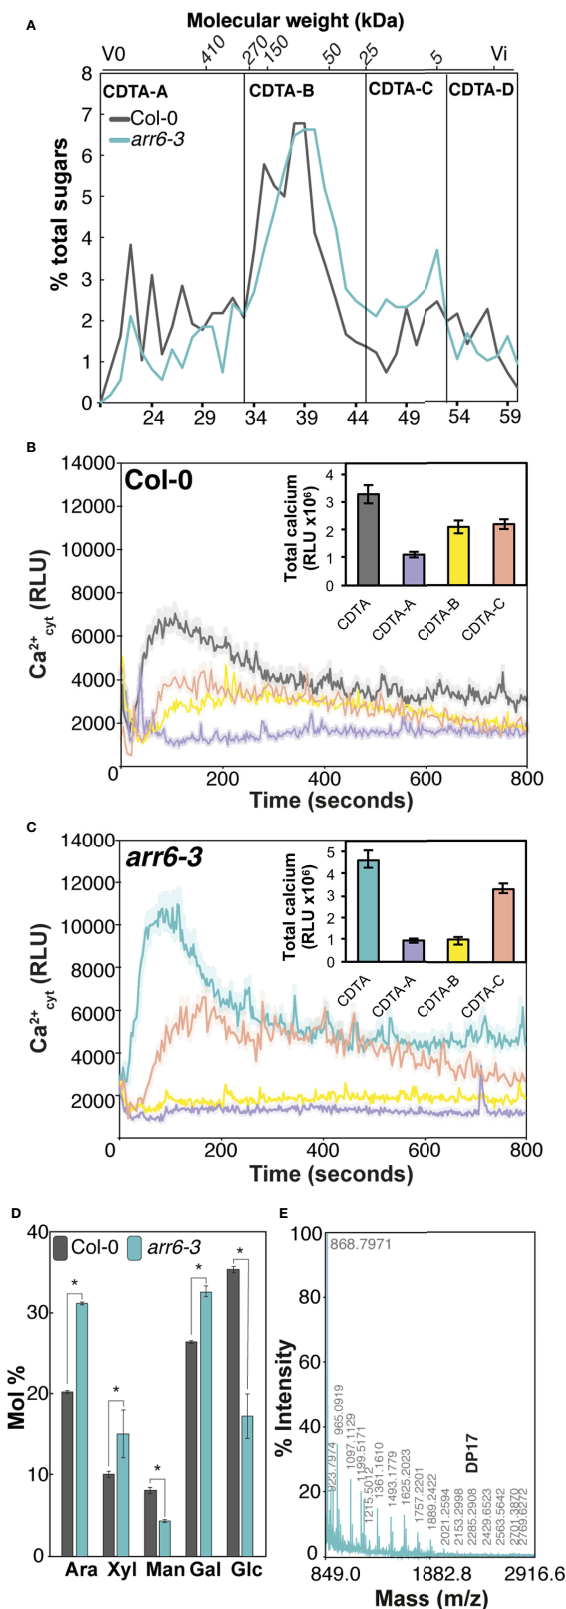 A
Molecular weight (kDa)
V0 410 270 150 50 25 5 Vi
CDTA-A CDTA-B CDTA-C CDTA-D
Col-0
arr6-3
% total sugars
8
7
6
5
4
3
2
1
0
24 29 34 39 44 49 54 59
B
Col-0
Ca2+cyt (RLU)
14000
12000
10000
8000
6000
4000
2000
0
200 400 600 800
Time (seconds)
Total calcium
(RLU x10⁶)
4
3
2
1
0
CDTA CDTA-A CDTA-B CDTA-C
C
arr6-3
Ca2+cyt (RLU)
14000
12000
10000
8000
6000
4000
2000
0 200 400 600 800
Time (seconds)
Total calcium
(RLU x10⁶)
5
4
3
2
1
0
CDTA CDTA-A CDTA-B CDTA-C
D
Col-0 arr6-3
Mol %
40
30
20
10
0
* * * * *
Ara Xyl Man Gal Glc
E
% Intensity
100
80
60
40
20
0
868.7971
923.7974
965.0919
1097.1129
1199.5171
1215.5012
1361.1610
1493.1779
1625.2023
1757.2201
1889.2422
2021.2594
2153.2998
2285.2908
2429.6523
2563.5642
2701.3870
2769.6272
DP17
849.0 1882.8 2916.6
Mass (m/z)